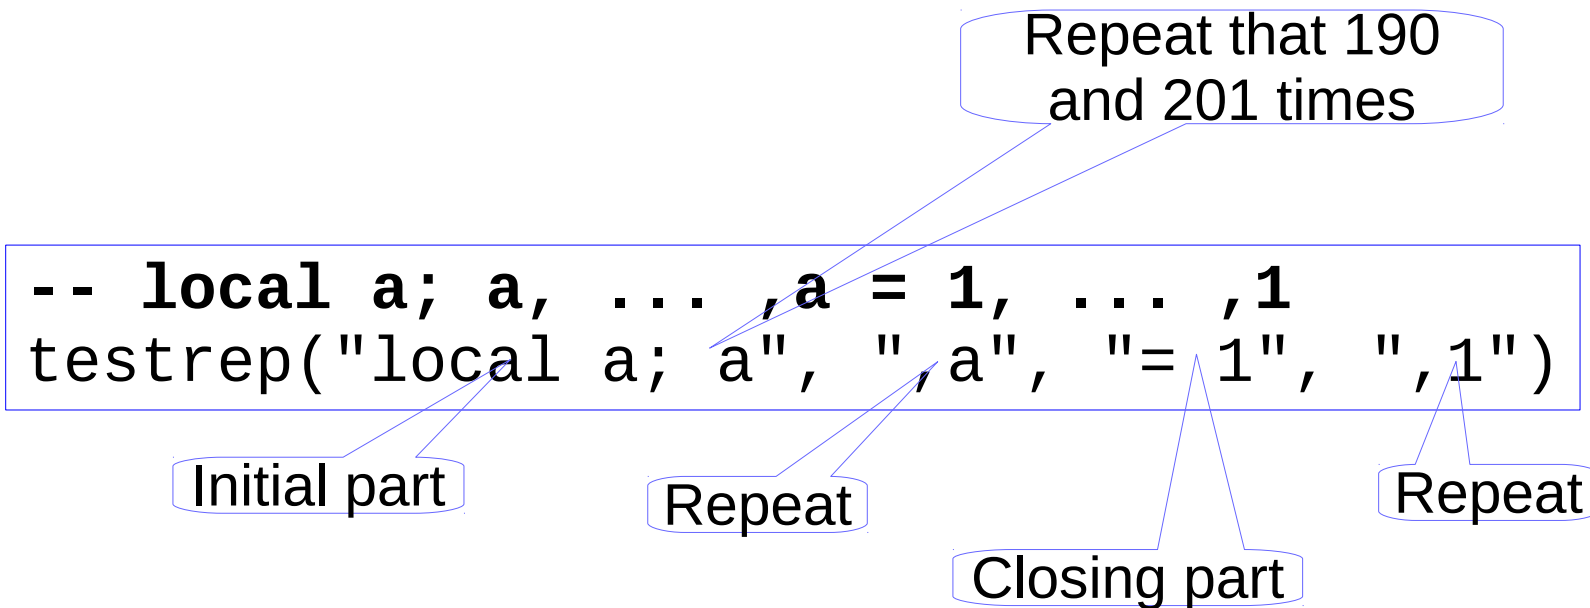 Repeat that 190
and 201 times
-- local a; a, ... ,a = 1, ... ,1
testrep("local a; a", ",a", "= 1", ",1")
Initial part
Repeat
Closing part
Repeat